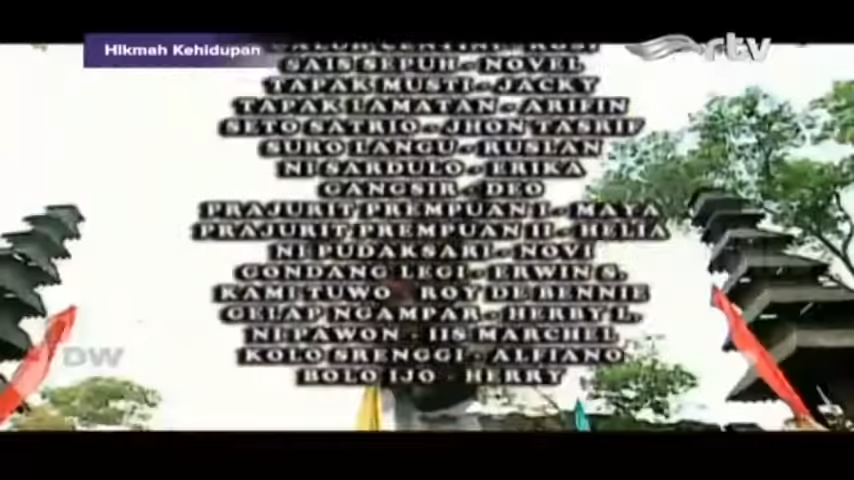 Hikmah Kehidupan
rtv
SAIS SEPUH - NOVEL
TAPAK MUSTI - JACKY
TAPAK LAMATAN - ARIFIN
SETO SATRIO - JHON TASRIF
SURO LANGU - RUSLAN
NI SARDULO - ERIKA
GANGSIR - DEO
PRAJURIT PREMPUAN I - MAYA
PRAJURIT PREMPUAN II - HELIA
NI PUDAKSARI - NOVI
GONDANG LEGI - ERWIN S.
KAMI TUWO - ROY DE BENNIE
GELAP NGAMPAR - HERBY L.
NI PAWON - IIS MARCHEL
KOLO SRENGGI - ALFIANO
DW
BOLO IJO - HERRY